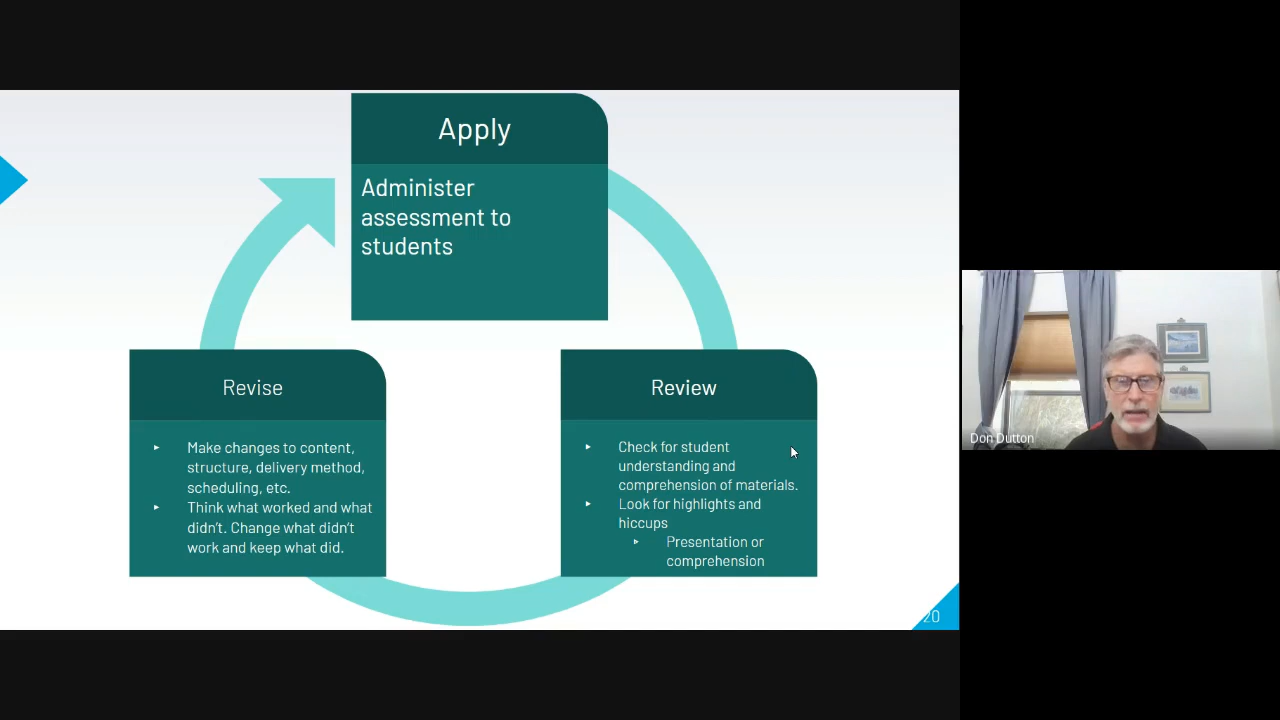 Apply
Administer
assessment to
students
Revise
Make changes to content,
structure, delivery method,
scheduling, etc.
Think what worked and what
didn't. Change what didn't
work and keep what did.
Review
Check for student
understanding and
comprehension of materials.
Look for highlights and
hiccups
Presentation or
comprehension
20
Don Dutton